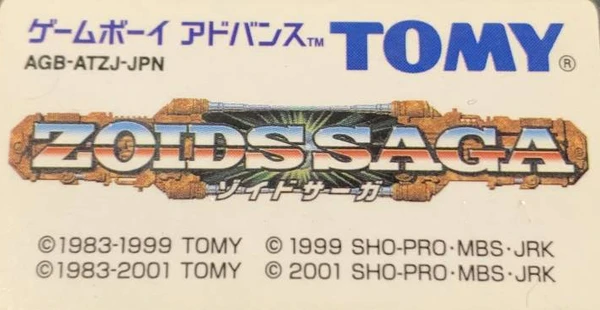 ゲームボーイ アドバンス™ TOMY®
AGB-ATZJ-JPN
ZOIDS SAGA
ゾイドサーガ
©1983-1999 TOMY © 1999 SHO-PRO・MBS・JRK
©1983-2001 TOMY © 2001 SHO-PRO・MBS・JRK